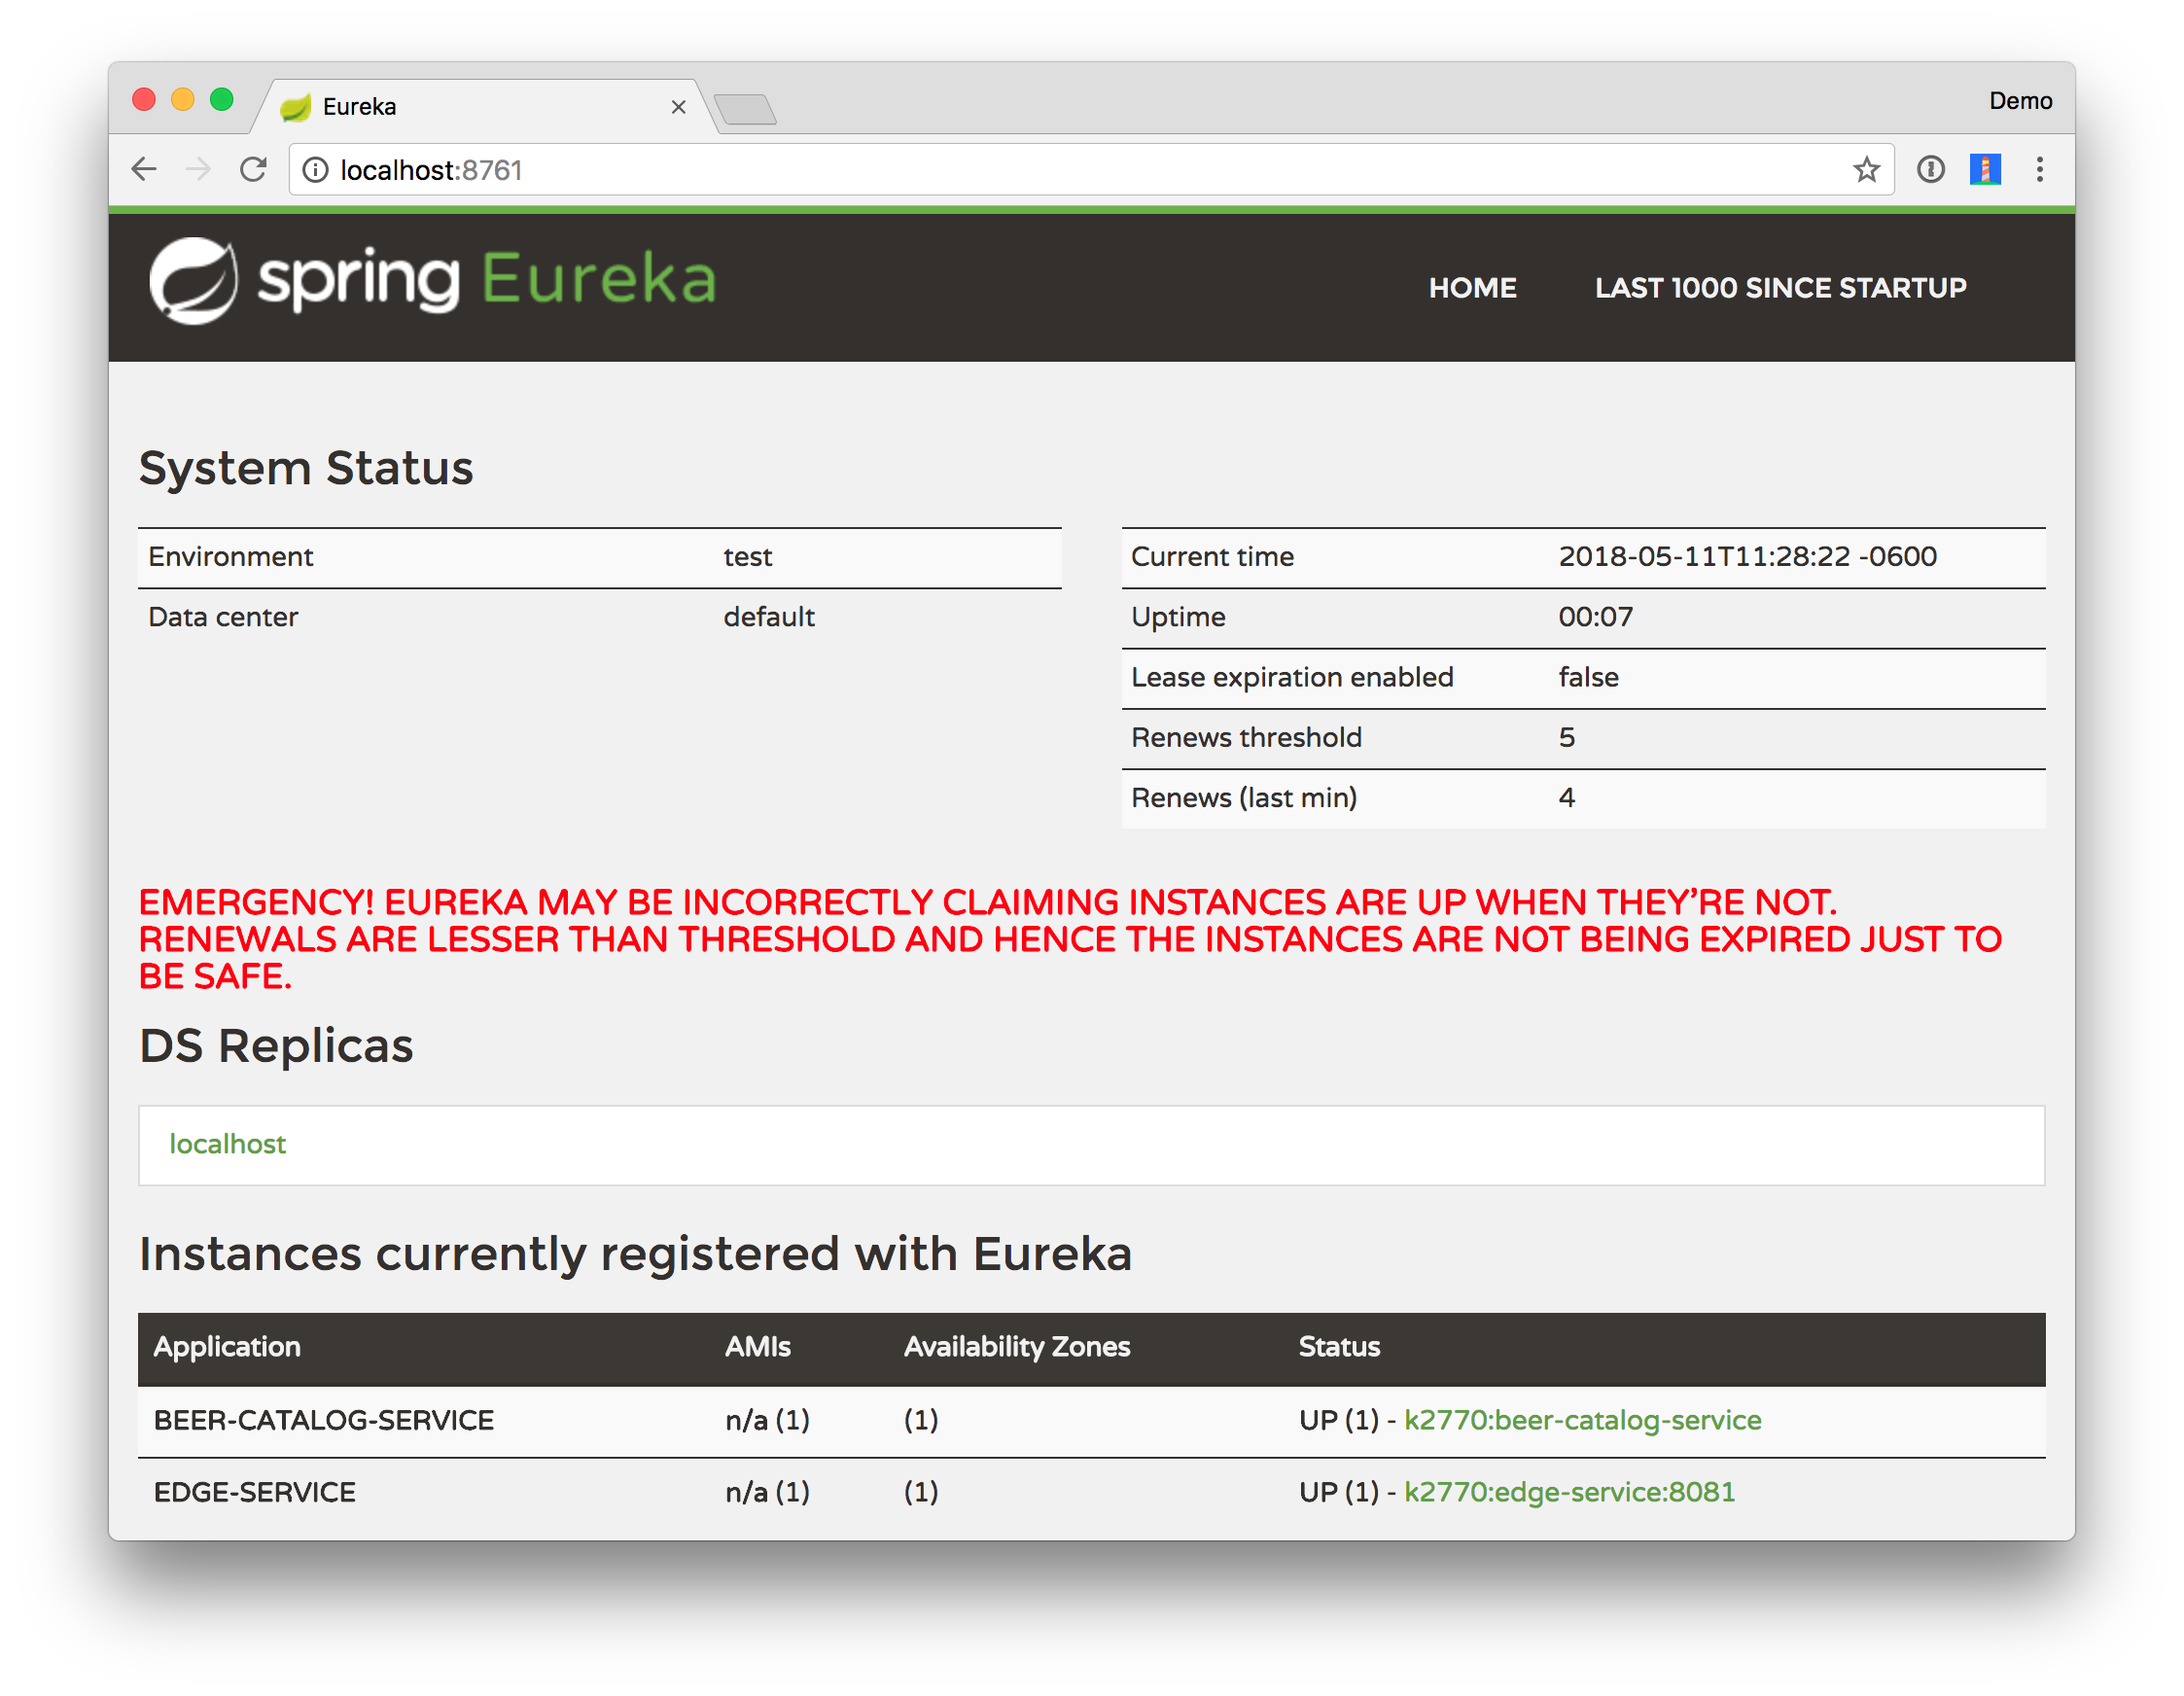 Eureka
Demo
localhost:8761
spring Eureka
HOME LAST 1000 SINCE STARTUP
System Status
Environment test
Data center default
Current time 2018-05-11T11:28:22 -0600
Uptime 00:07
Lease expiration enabled false
Renews threshold 5
Renews (last min) 4
EMERGENCY! EUREKA MAY BE INCORRECTLY CLAIMING INSTANCES ARE UP WHEN THEY'RE NOT.
RENEWALS ARE LESSER THAN THRESHOLD AND HENCE THE INSTANCES ARE NOT BEING EXPIRED JUST TO
BE SAFE.
DS Replicas
localhost
Instances currently registered with Eureka
Application AMIs Availability Zones Status
BEER-CATALOG-SERVICE n/a (1) (1) UP (1) - k2770:beer-catalog-service
EDGE-SERVICE n/a (1) (1) UP (1) - k2770:edge-service:8081